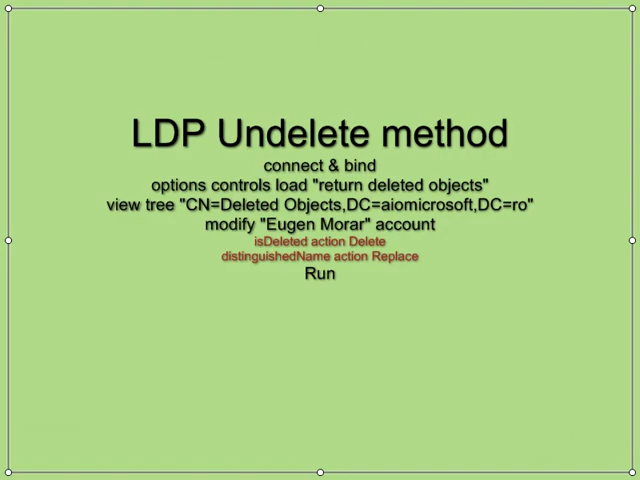 LDP Undelete method
connect & bind
options controls load "return deleted objects"
view tree "CN=Deleted Objects,DC=aiomicrosoft,DC=ro"
modify "Eugen Morar" account
isDeleted action Delete
distinguishedName action Replace
Run